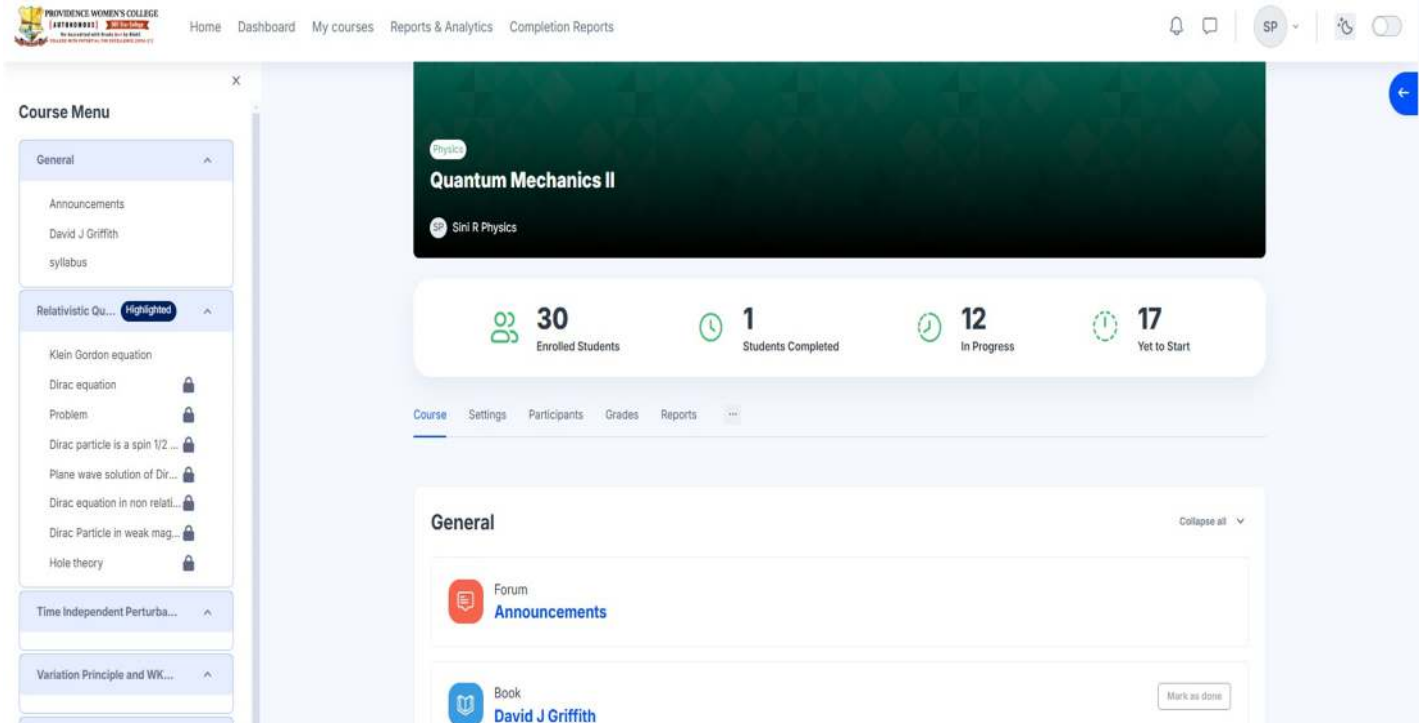 PROVIDENCE WOMEN'S COLLEGE
Home Dashboard My courses Reports & Analytics Completion Reports
SP
X
Course Menu
General
Announcements
David J Griffith
syllabus
Relativistic Qu... Highlighted
Klein Gordon equation
Dirac equation
Problem
Dirac particle is a spin 1/2 ...
Plane wave solution of Dir...
Dirac equation in non relati...
Dirac Particle in weak mag...
Hole theory
Time Independent Perturba...
Variation Principle and WK...
Physics
Quantum Mechanics II
SP Sini R Physics
30
Enrolled Students
1
Students Completed
12
In Progress
17
Yet to Start
Course Settings Participants Grades Reports ...
General
Collapse all
Forum
Announcements
Book
David J Griffith
Mark as done